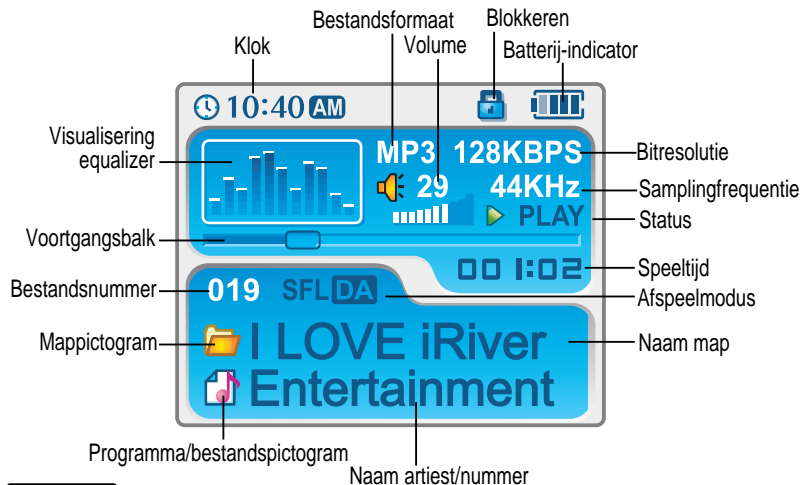 Bestandsformaat
Blokkeren
Klok
Volume
Batterij-indicator
10:40 AM
Visualisering
equalizer
MP3 128KBPS
Bitresolutie
29 44KHz
Samplingfrequentie
PLAY
Status
Voortgangsbalk
00 1:02
Speeltijd
Bestandsnummer
019 SFL DA
Afspeelmodus
Mappictogram
I LOVE iRiver
Naam map
Entertainment
Programma/bestandspictogram
Naam artiest/nummer